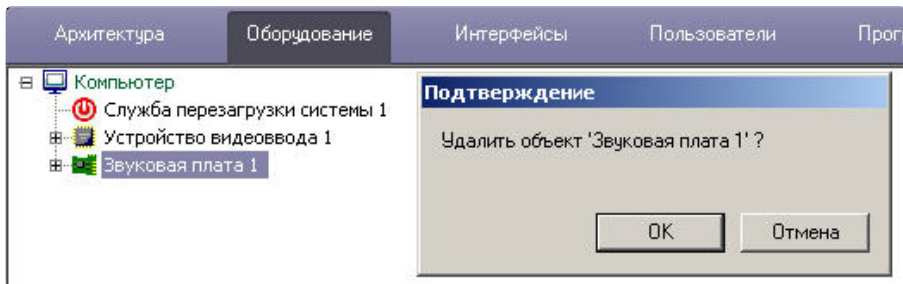 Архитектура Оборудование Интерфейсы Пользователи
Компьютер
Служба перезагрузки системы 1
Устройство видеоввода 1
Звуковая плата 1
Подтверждение
Удалить объект 'Звуковая плата 1' ?
OK Отмена